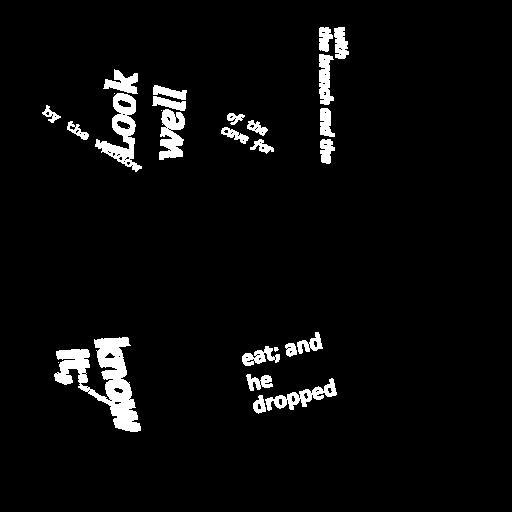 Look
well
by the window
of the
cave for
with
the branch and the
know
it,
eat; and
he
dropped